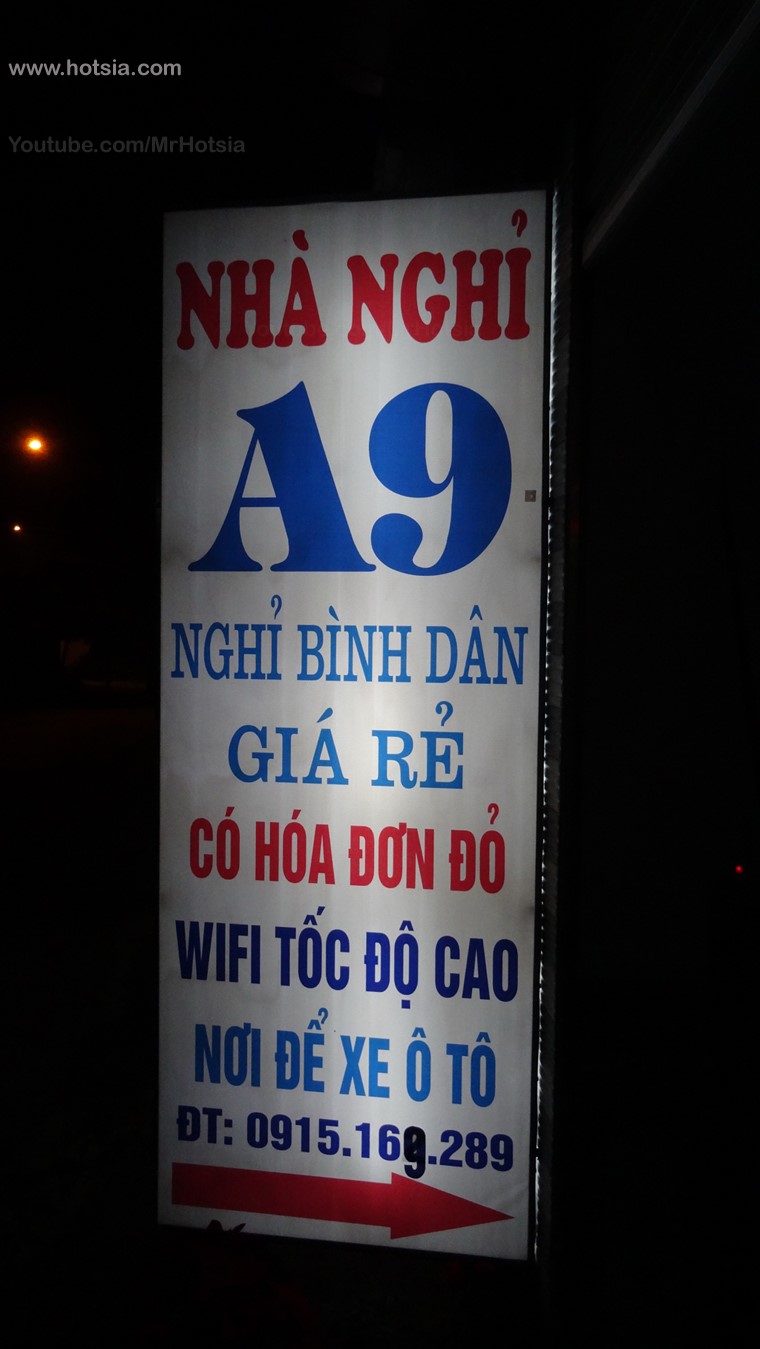 www.hotsia.com
Youtube.com/MrHotsia
NHÀ NGHỈ
A9
NGHỈ BÌNH DÂN
GIÁ RẺ
CÓ HÓA ĐƠN ĐỎ
WIFI TỐC ĐỘ CAO
NƠI ĐỂ XE Ô TÔ
ĐT: 0915.169.289